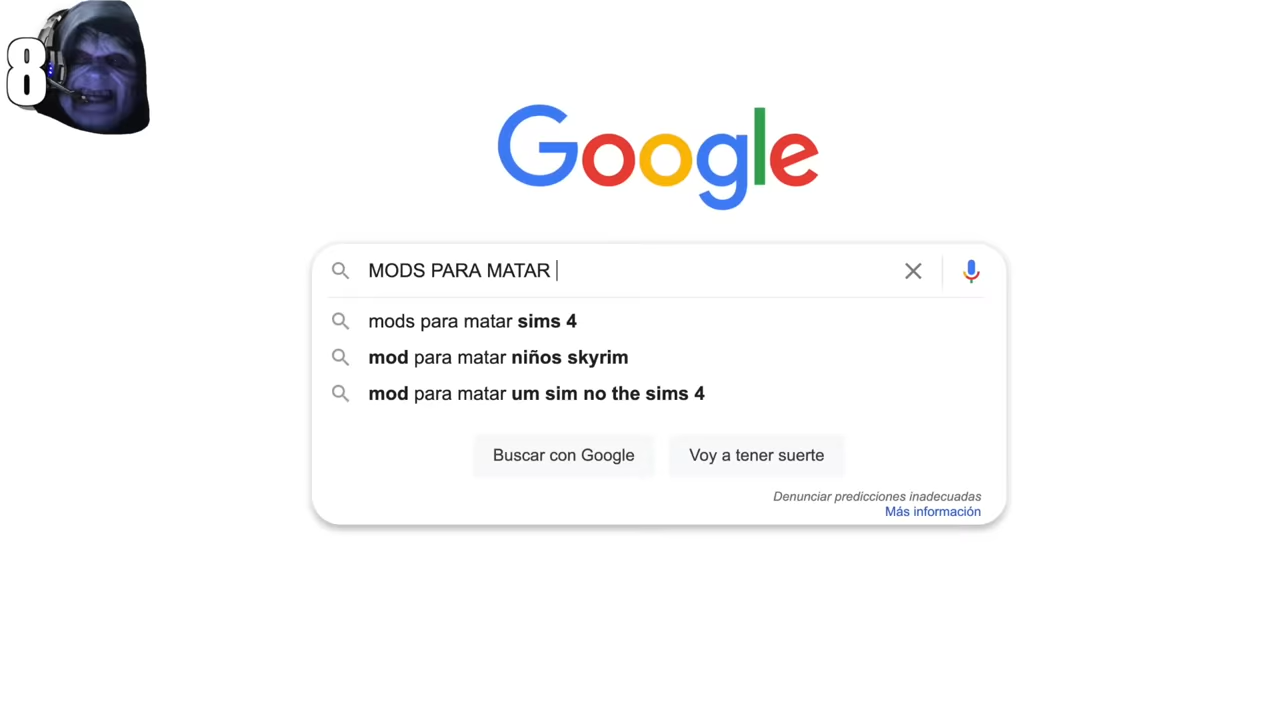 8
Google
MODS PARA MATAR
mods para matar sims 4
mod para matar niños skyrim
mod para matar um sim no the sims 4
Buscar con Google Voy a tener suerte
Denunciar predicciones inadecuadas
Más información